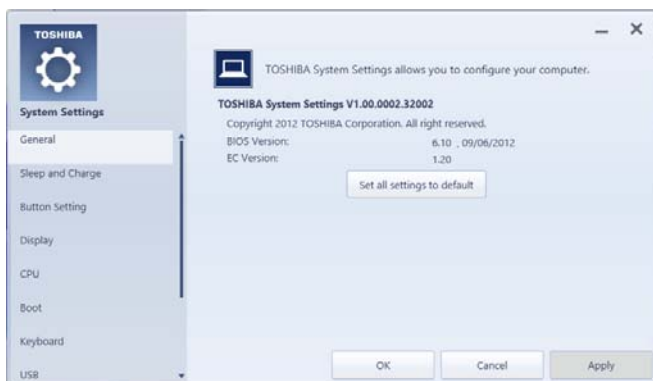 TOSHIBA
System Settings
General
Sleep and Charge
Button Setting
Display
CPU
Boot
Keyboard
USB
TOSHIBA System Settings allows you to configure your computer.
TOSHIBA System Settings V1.00.0002.32002
Copyright 2012 TOSHIBA Corporation. All right reserved.
BIOS Version: 6.10 , 09/06/2012
EC Version: 1.20
Set all settings to default
OK Cancel Apply